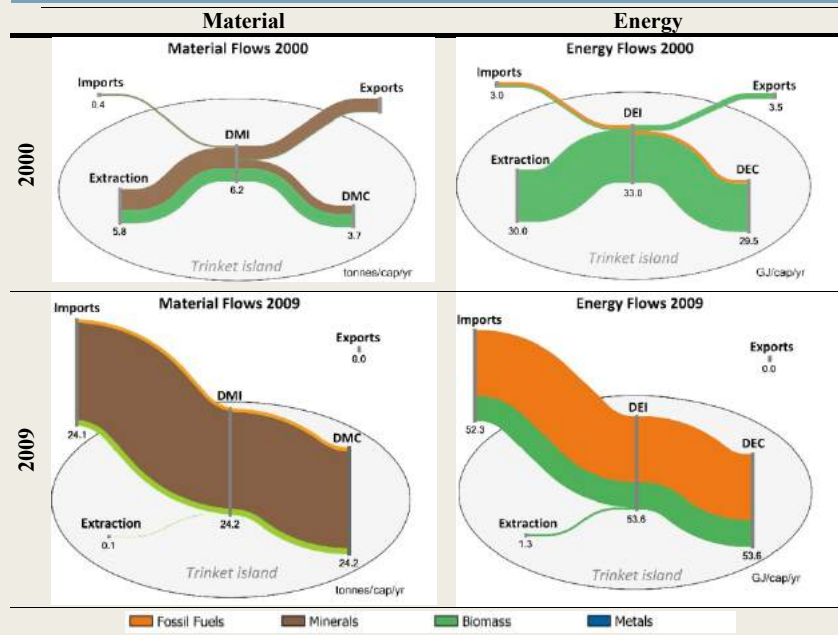 Material
Energy
2000
Material Flows 2000
Imports
0.4
Exports
DMI
6.2
Extraction
5.8
DMC
3.7
Trinket island
tonnes/cap/yr
Energy Flows 2000
Imports
3.0
Exports
3.5
DEI
33.0
Extraction
30.0
DEC
29.5
Trinket island
GJ/cap/yr
2009
Material Flows 2009
Imports
24.1
Exports
0.0
DMI
24.2
DMC
24.2
Extraction
0.1
Trinket island
tonnes/cap/yr
Energy Flows 2009
Imports
52.3
Exports
0.0
DEI
53.6
DEC
53.6
Extraction
1.3
Trinket island
GJ/cap/yr
Fossil Fuels
Minerals
Biomass
Metals